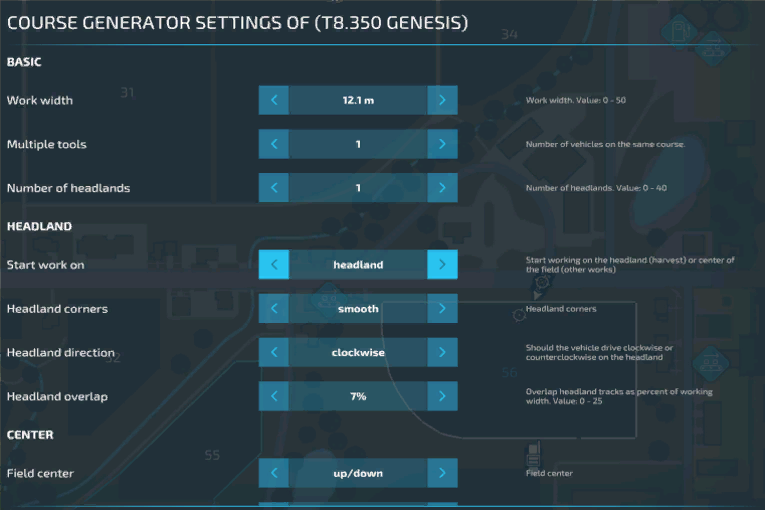 COURSE GENERATOR SETTINGS OF (T8.350 GENESIS)
34
BASIC
31
Work width
12.1 m
Work width. Value: 0 - 50
Multiple tools
1
Number of vehicles on the same course.
Number of headlands
1
Number of headlands. Value: 0 - 40
HEADLAND
Start work on
headland
Start working on the headland (harvest) or center of
the field (other works)
Headland corners
smooth
Headland corners
Headland direction
clockwise
Should the vehicle drive clockwise or
counterclockwise on the headland
32
56
Headland overlap
7%
Overlap headland tracks as percent of working
width. Value: 0 - 25
CENTER
55
Field center
up/down
Field center